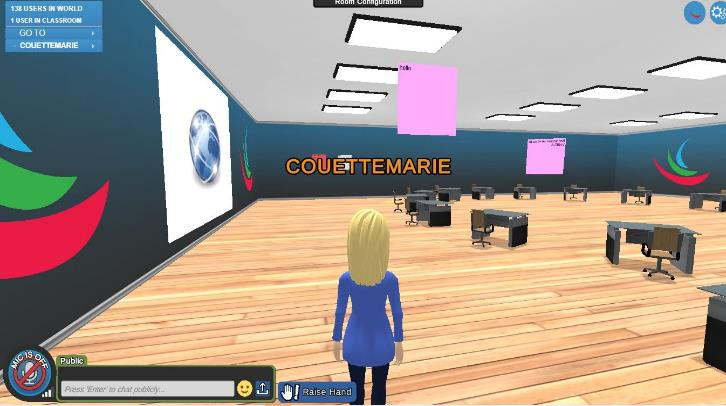 Room Configuration
138 USERS IN WORLD
1 USER IN CLASSROOM
GO TO
COUETTEMARIE
hello
COUETTEMARIE
MIC IS OFF
Public
Press 'Enter' to chat publicly...
Raise Hand